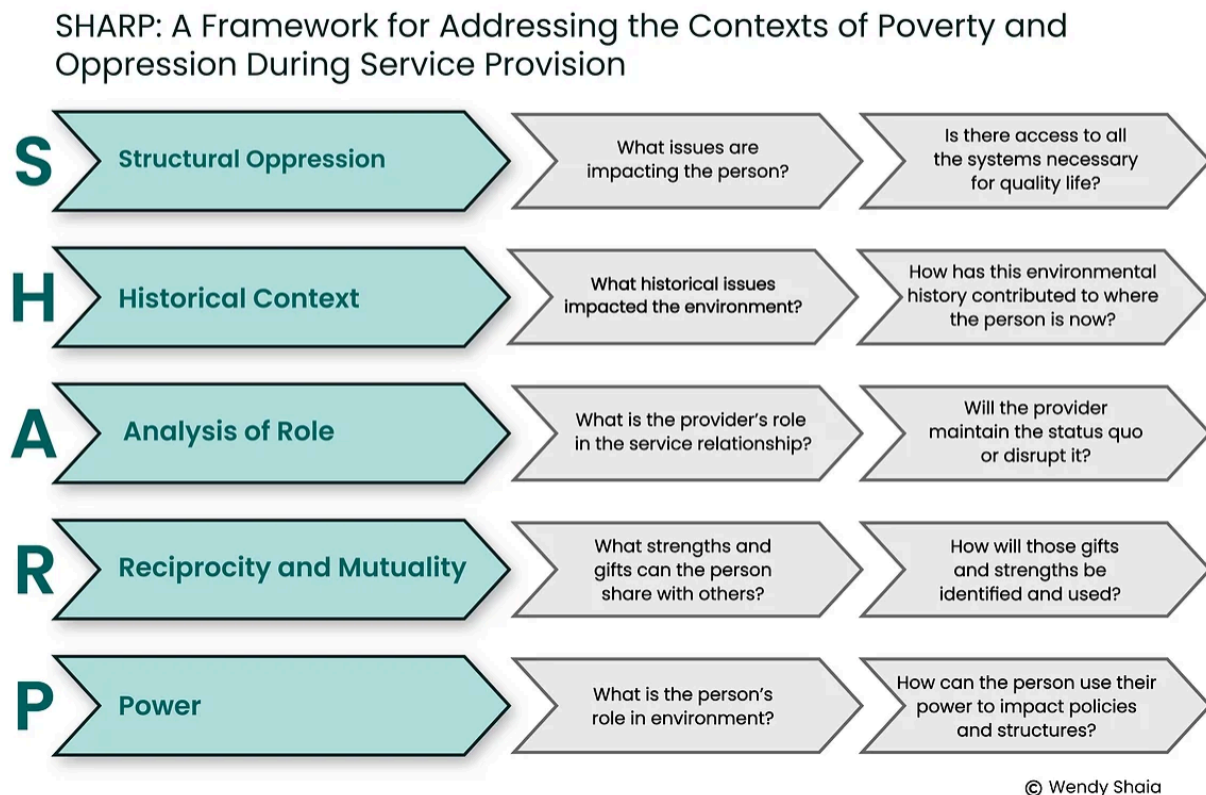 SHARP: A Framework for Addressing the Contexts of Poverty and
Oppression During Service Provision
S
Structural Oppression
What issues are
impacting the person?
Is there access to all
the systems necessary
for quality life?
H
Historical Context
What historical issues
impacted the environment?
How has this environmental
history contributed to where
the person is now?
A
Analysis of Role
What is the provider's role
in the service relationship?
Will the provider
maintain the status quo
or disrupt it?
R
Reciprocity and Mutuality
What strengths and
gifts can the person
share with others?
How will those gifts
and strengths be
identified and used?
P
Power
What is the person's
role in environment?
How can the person use their
power to impact policies
and structures?
© Wendy Shaia